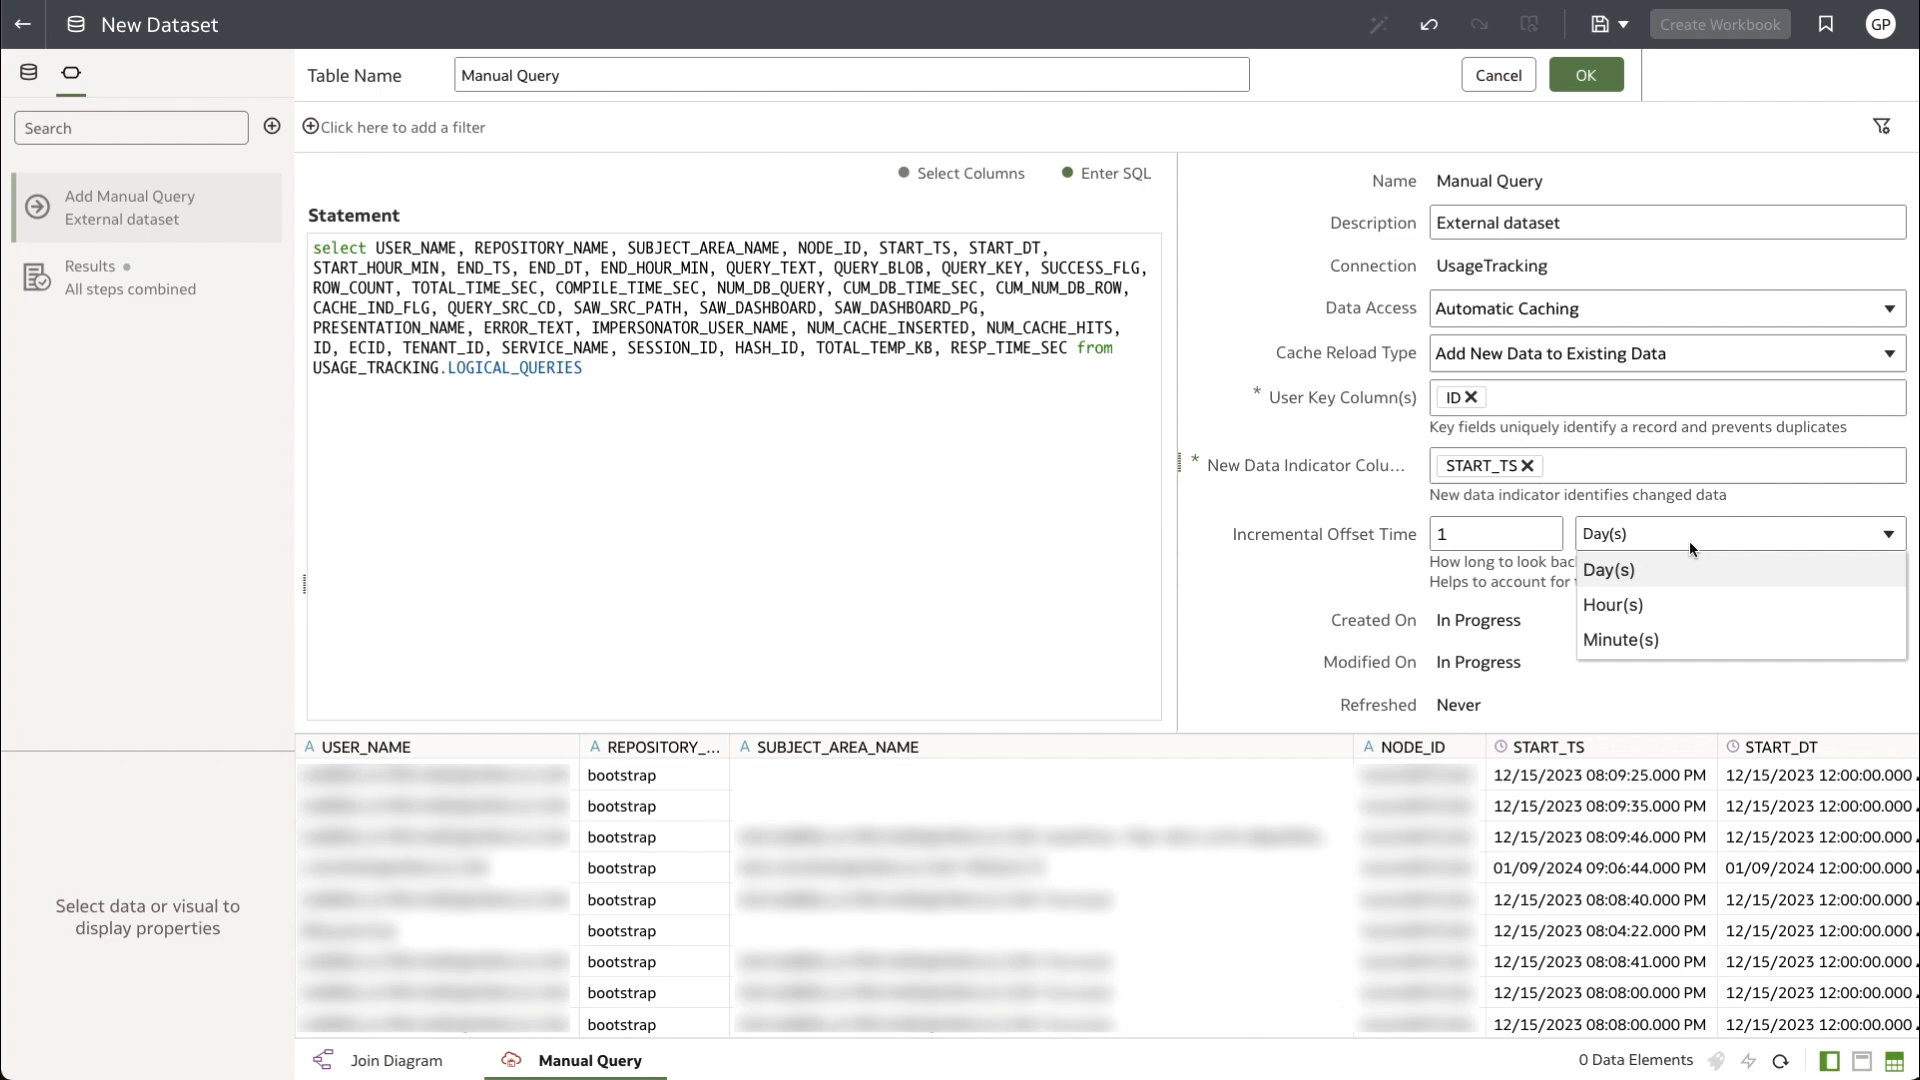 New Dataset
Create Workbook
GP
Table Name
Manual Query
Cancel
OK
Search
Click here to add a filter
Add Manual Query
External dataset
Results
All steps combined
Select Columns
Enter SQL
Statement
select USER_NAME, REPOSITORY_NAME, SUBJECT_AREA_NAME, NODE_ID, START_TS, START_DT,
START_HOUR_MIN, END_TS, END_DT, END_HOUR_MIN, QUERY_TEXT, QUERY_BLOB, QUERY_KEY, SUCCESS_FLG,
ROW_COUNT, TOTAL_TIME_SEC, COMPILE_TIME_SEC, NUM_DB_QUERY, CUM_DB_TIME_SEC, CUM_NUM_DB_ROW,
CACHE_IND_FLG, QUERY_SRC_CD, SAW_SRC_PATH, SAW_DASHBOARD, SAW_DASHBOARD_PG,
PRESENTATION_NAME, ERROR_TEXT, IMPERSONATOR_USER_NAME, NUM_CACHE_INSERTED, NUM_CACHE_HITS,
ID, ECID, TENANT_ID, SERVICE_NAME, SESSION_ID, HASH_ID, TOTAL_TEMP_KB, RESP_TIME_SEC from
USAGE_TRACKING.LOGICAL_QUERIES
Name Manual Query
Description External dataset
Connection UsageTracking
Data Access Automatic Caching
Cache Reload Type Add New Data to Existing Data
* User Key Column(s) ID
Key fields uniquely identify a record and prevents duplicates
* New Data Indicator Colu... START_TS
New data indicator identifies changed data
Incremental Offset Time 1 Day(s)
How long to look bac
Helps to account for
Day(s)
Hour(s)
Minute(s)
Created On In Progress
Modified On In Progress
Refreshed Never
Select data or visual to
display properties
A USER_NAME A REPOSITORY_... A SUBJECT_AREA_NAME A NODE_ID START_TS START_DT
bootstrap 12/15/2023 08:09:25.000 PM 12/15/2023 12:00:00.000
bootstrap 12/15/2023 08:09:35.000 PM 12/15/2023 12:00:00.000
bootstrap 12/15/2023 08:09:46.000 PM 12/15/2023 12:00:00.000
bootstrap 01/09/2024 09:06:44.000 PM 01/09/2024 12:00:00.000
bootstrap 12/15/2023 08:08:40.000 PM 12/15/2023 12:00:00.000
bootstrap 12/15/2023 08:04:22.000 PM 12/15/2023 12:00:00.000
bootstrap 12/15/2023 08:08:41.000 PM 12/15/2023 12:00:00.000
bootstrap 12/15/2023 08:08:00.000 PM 12/15/2023 12:00:00.000
bootstrap 12/15/2023 08:08:00.000 PM 12/15/2023 12:00:00.000
Join Diagram
Manual Query
0 Data Elements